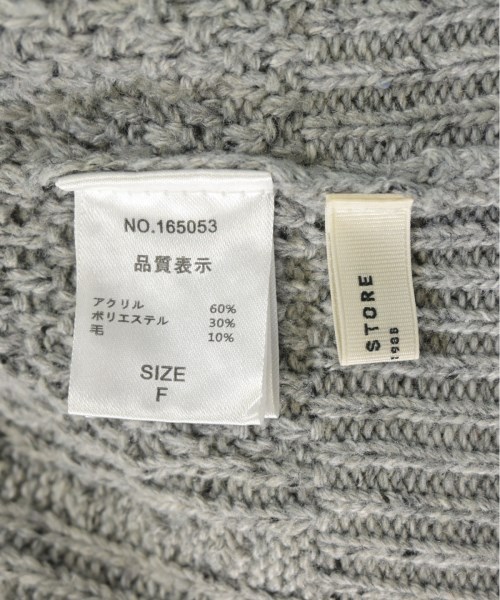 NO.165053
品質表示
アクリル 60%
ポリエステル 30%
毛 10%
SIZE
F
STORE
1986